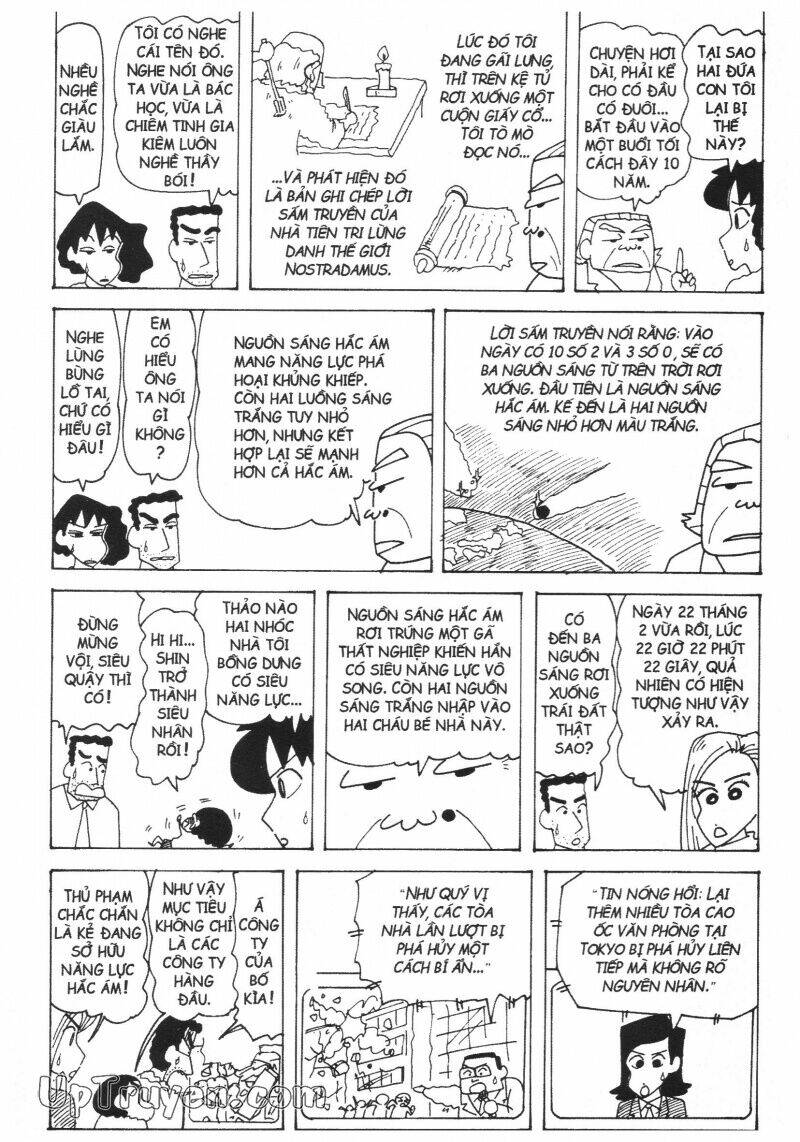 TẠI SAO
HAI ĐỨA
CON TÔI
LẠI BỊ
THẾ
NÀY?
CHUYỆN HƠI
DÀI, PHẢI KỂ
CHO CÓ ĐẦU
CÓ ĐUÔI...
BẮT ĐẦU VÀO
MỘT BUỔI TỐI
CÁCH ĐÂY 10
NĂM.
LÚC ĐÓ TÔI
ĐANG GÃI LƯNG,
THÌ TRÊN KỆ TỦ
RƠI XUỐNG MỘT
CUỘN GIẤY CỔ...
TÔI TÒ MÒ
ĐỌC NÓ...
...VÀ PHÁT HIỆN ĐÓ
LÀ BẢN GHI CHÉP LỜI
SẤM TRUYỀN CỦA
NHÀ TIÊN TRI LỪNG
DANH THẾ GIỚI
NOSTRADAMUS.
TÔI CÓ NGHE
CÁI TÊN ĐÓ.
NGHE NÓI ÔNG
TA VỪA LÀ BÁC
HỌC, VỪA LÀ
CHIÊM TINH GIA
KIÊM LUÔN
NGHỀ THẦY
BÓI!
NHIỀU
NGHỀ
CHẮC
GIÀU
LẮM.
LỜI SẤM TRUYỀN NÓI RẰNG: VÀO
NGÀY CÓ 10 SỐ 2 VÀ 3 SỐ 0, SẼ CÓ
BA NGUỒN SÁNG TỪ TRÊN TRỜI RƠI
XUỐNG. ĐẦU TIÊN LÀ NGUỒN SÁNG
HẮC ÁM. KẾ ĐẾN LÀ HAI NGUỒN
SÁNG NHỎ HƠN MÀU TRẮNG.
NGUỒN SÁNG HẮC ÁM
MANG NĂNG LỰC PHÁ
HOẠI KHỦNG KHIẾP.
CÒN HAI LUỒNG SÁNG
TRẮNG TUY NHỎ
HƠN, NHƯNG KẾT
HỢP LẠI SẼ MẠNH
HƠN CẢ HẮC ÁM.
EM
CÓ
HIỂU
ÔNG
TA NÓI
GÌ
KHÔNG?
NGHE
LÙNG
BÙNG
LỖ TAI,
CHỨ CÓ
HIỂU GÌ
ĐÂU!
NGÀY 22 THÁNG
2 VỪA RỒI, LÚC
22 GIỜ 22 PHÚT
22 GIÂY, QUẢ
NHIÊN CÓ HIỆN
TƯỢNG NHƯ VẬY
XẢY RA.
CÓ
ĐẾN BA
NGUỒN
SÁNG RƠI
XUỐNG
TRÁI ĐẤT
THẬT
SAO?
NGUỒN SÁNG HẮC ÁM
RƠI TRÚNG MỘT GÃ
THẤT NGHIỆP KHIẾN HẮN
CÓ SIÊU NĂNG LỰC VÔ
SONG. CÒN HAI NGUỒN
SÁNG TRẮNG NHẬP VÀO
HAI CHÁU BÉ NHÀ NÀY.
THẢO NÀO
HAI NHÓC
NHÀ TÔI
BỖNG DƯNG
CÓ SIÊU
NĂNG LỰC...
HI HI...
SHIN
TRỞ
THÀNH
SIÊU
NHÂN
RỒI!
ĐỪNG
MỪNG
VỘI, SIÊU
QUẬY THÌ
CÓ!
“TIN NÓNG HỔI: LẠI
THÊM NHIỀU TÒA CAO
ỐC VĂN PHÒNG TẠI
TOKYO BỊ PHÁ HỦY LIÊN
TIẾP MÀ KHÔNG RÕ
NGUYÊN NHÂN.”
“NHƯ QUÝ VỊ
THẤY, CÁC TÒA
NHÀ LẦN LƯỢT BỊ
PHÁ HỦY MỘT
CÁCH BÍ ẨN...”
Á
CÔNG
TY
CỦA
BỐ
KÌA!
NHƯ VẬY
MỤC TIÊU
KHÔNG CHỈ
LÀ CÁC
CÔNG TY
HÀNG
ĐẦU.
THỦ PHẠM
CHẮC CHẮN
LÀ KẺ ĐANG
SỞ HỮU
NĂNG LỰC
HẮC ÁM!
UpTruyen.com